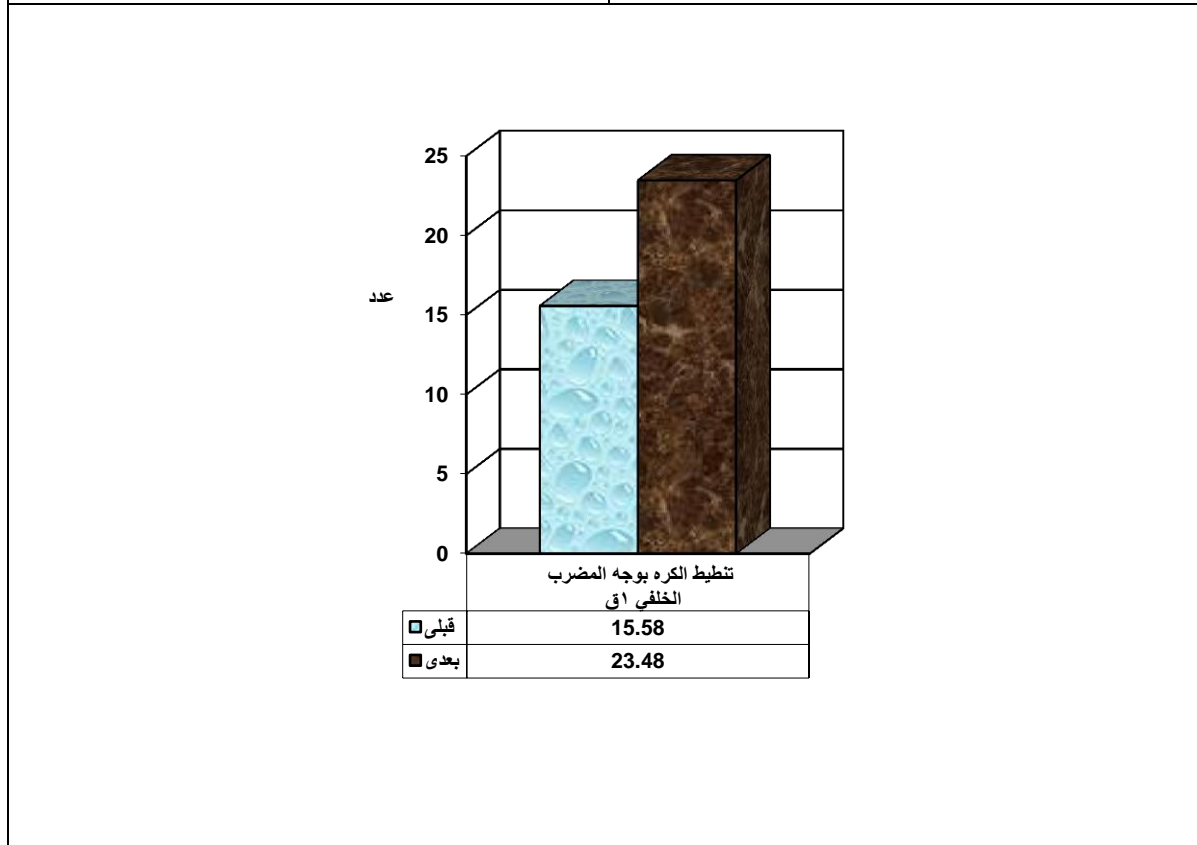 25
20
15
10
5
0
عدد
تنطيط الكره بوجه المضرب
الخلفي ١ق
قبلى 15.58
بعدى 23.48